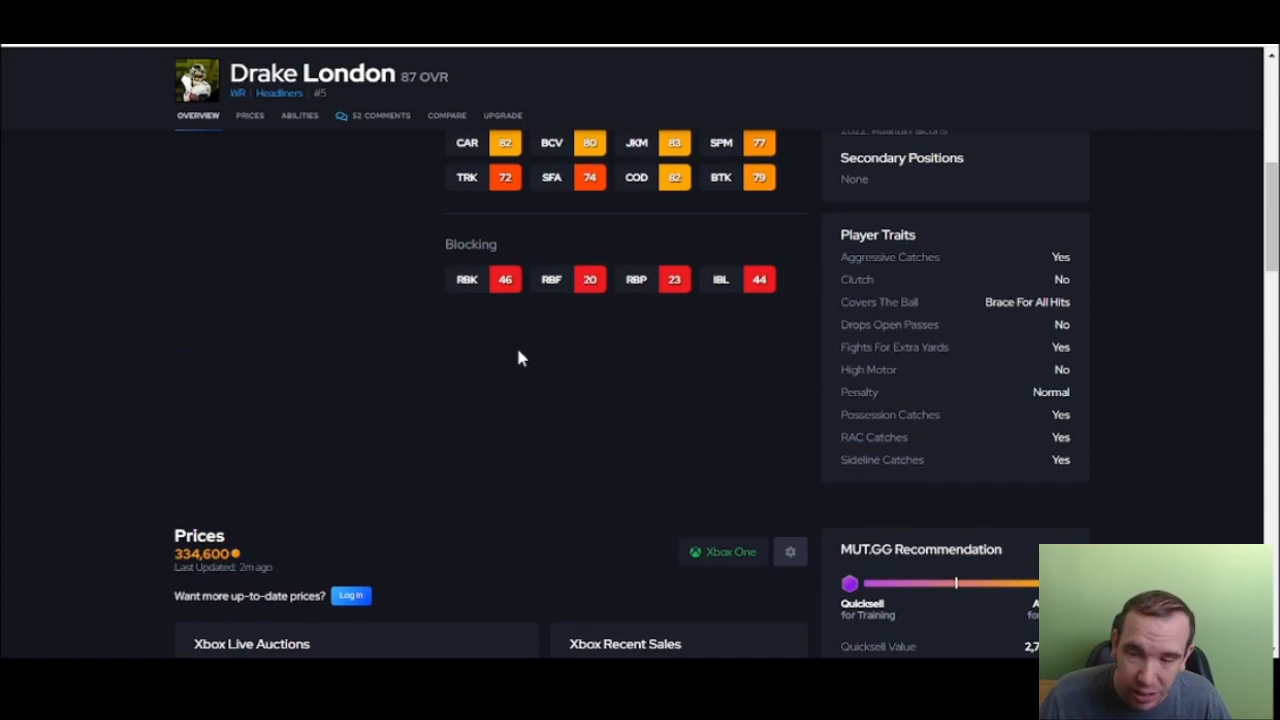 Drake London 87 OVR
WR | Headliners | #5
OVERVIEW PRICES ABILITIES 52 COMMENTS COMPARE UPGRADE
CAR 82 BCV 80 JKM 83 SPM 77
TRK 72 SFA 74 COD 82 BTK 79
Blocking
RBK 46 RBF 20 RBP 23 IBL 44
2022 Atlanta Falcons
Secondary Positions
None
Player Traits
Aggressive Catches Yes
Clutch No
Covers The Ball Brace For All Hits
Drops Open Passes No
Fights For Extra Yards Yes
High Motor No
Penalty Normal
Possession Catches Yes
RAC Catches Yes
Sideline Catches Yes
Prices
334,600
Last Updated: 2m ago
Xbox One
Want more up-to-date prices? Log In
Xbox Live Auctions
Xbox Recent Sales
MUT.GG Recommendation
Quicksell
for Training
Quicksell Value